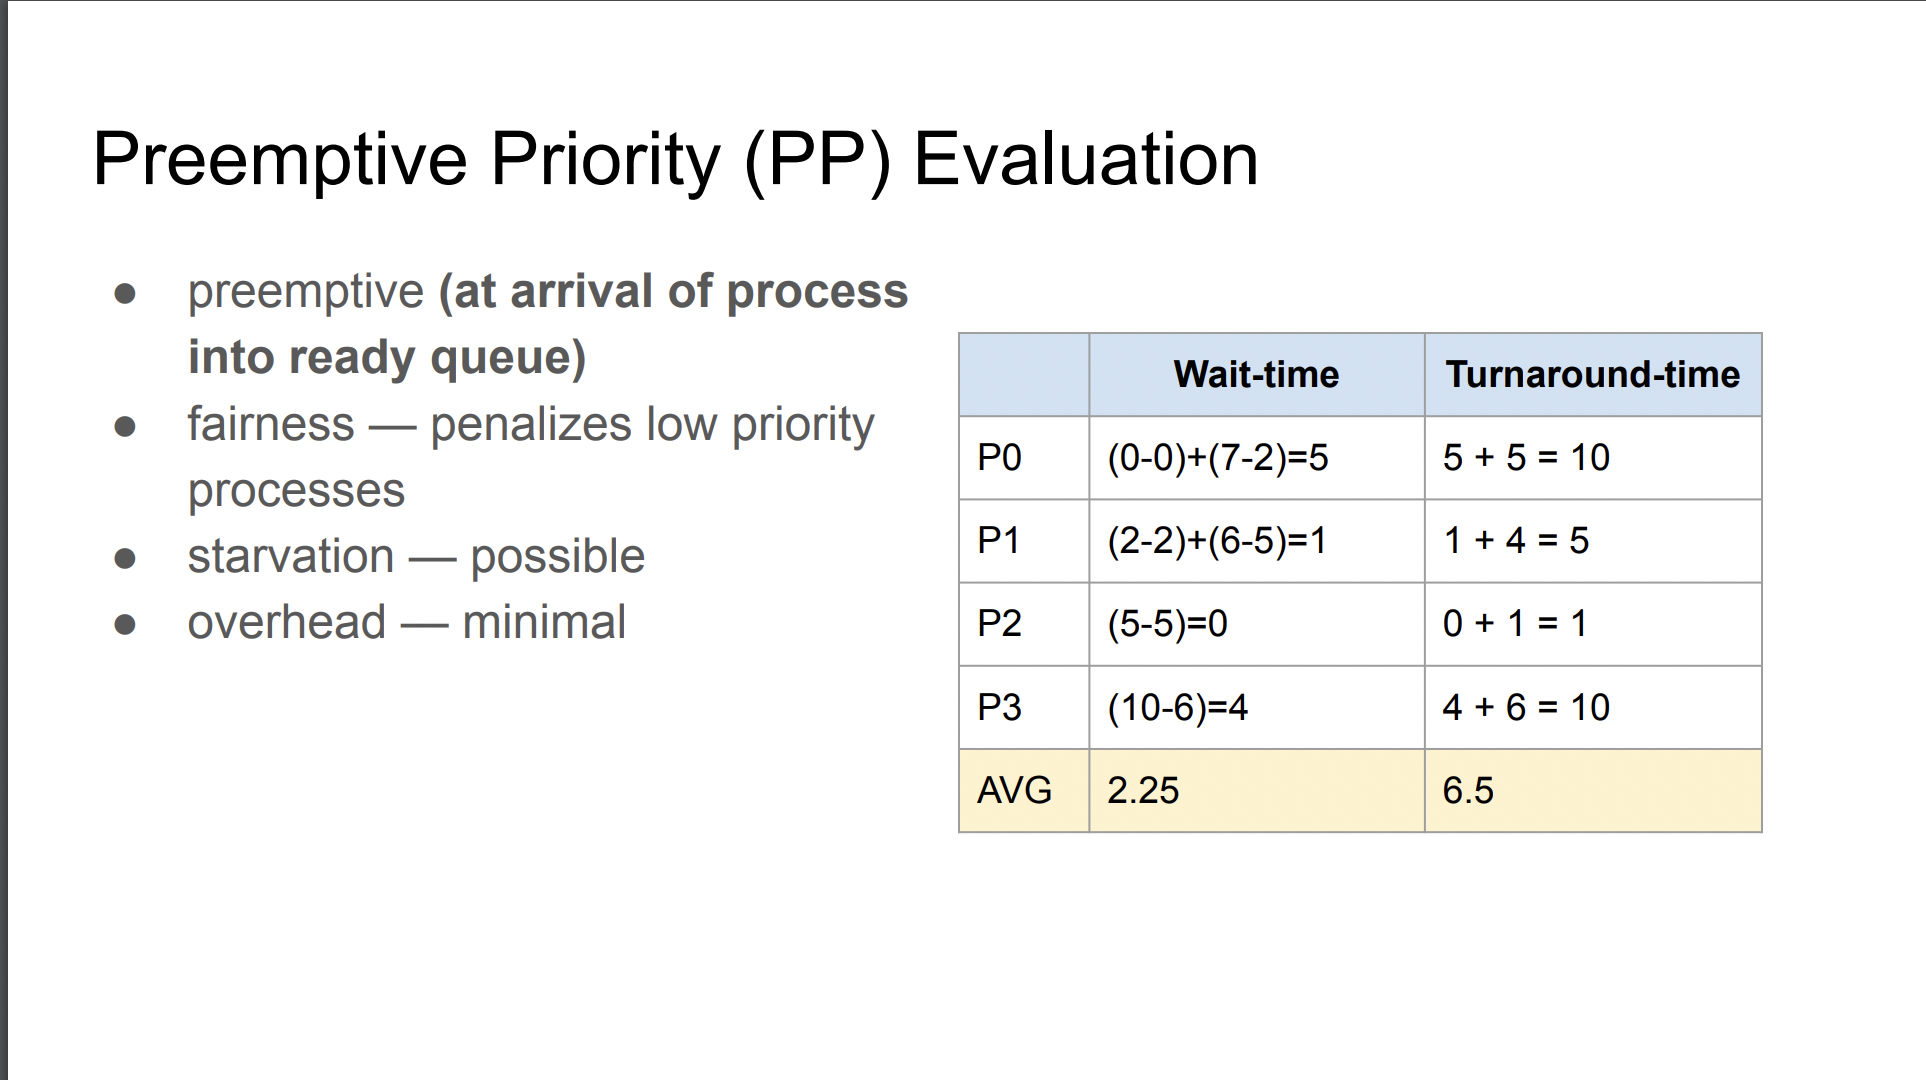 Preemptive Priority (PP) Evaluation
● preemptive (at arrival of process
into ready queue)
● fairness — penalizes low priority
processes
● starvation — possible
● overhead — minimal
Wait-time Turnaround-time
P0 (0-0)+(7-2)=5 5 + 5 = 10
P1 (2-2)+(6-5)=1 1 + 4 = 5
P2 (5-5)=0 0 + 1 = 1
P3 (10-6)=4 4 + 6 = 10
AVG 2.25 6.5